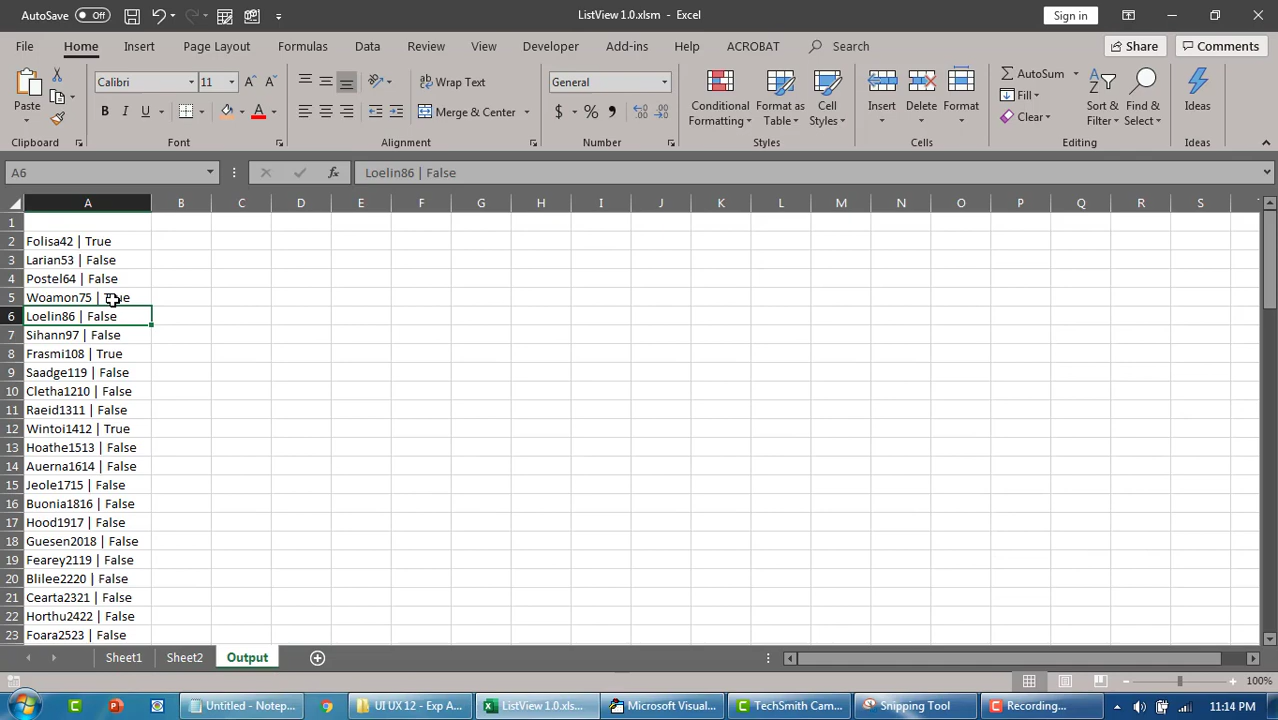 AutoSave Off
ListView 1.0.xlsm - Excel
Sign in
File Home Insert Page Layout Formulas Data Review View Developer Add-ins Help ACROBAT Search Share Comments
Paste
Calibri 11
B I U
Wrap Text
Merge & Center
General
$ % ,
Conditional Formatting
Format as Table
Cell Styles
Insert
Delete
Format
AutoSum
Fill
Clear
Sort & Filter
Find & Select
Ideas
Clipboard Font Alignment Number Styles Cells Editing Ideas
A6 fx Loelin86 | False
A B C D E F G H I J K L M N O P Q R S
1
2 Folisa42 | True
3 Larian53 | False
4 Postel64 | False
5 Woamon75 | True
6 Loelin86 | False
7 Sihann97 | False
8 Frasmi108 | True
9 Saadge119 | False
10 Cletha1210 | False
11 Raeid1311 | False
12 Wintoi1412 | True
13 Hoathe1513 | False
14 Auerna1614 | False
15 Jeole1715 | False
16 Buonia1816 | False
17 Hood1917 | False
18 Guesen2018 | False
19 Fearey2119 | False
20 Blilee2220 | False
21 Cearta2321 | False
22 Horthu2422 | False
23 Foara2523 | False
Sheet1 Sheet2 Output
100%
Untitled - Notep... UI UX12 - Exp A... ListView 1.0.xls... Microsoft Visual... TechSmith Cam... Snipping Tool Recording... 11:14 PM